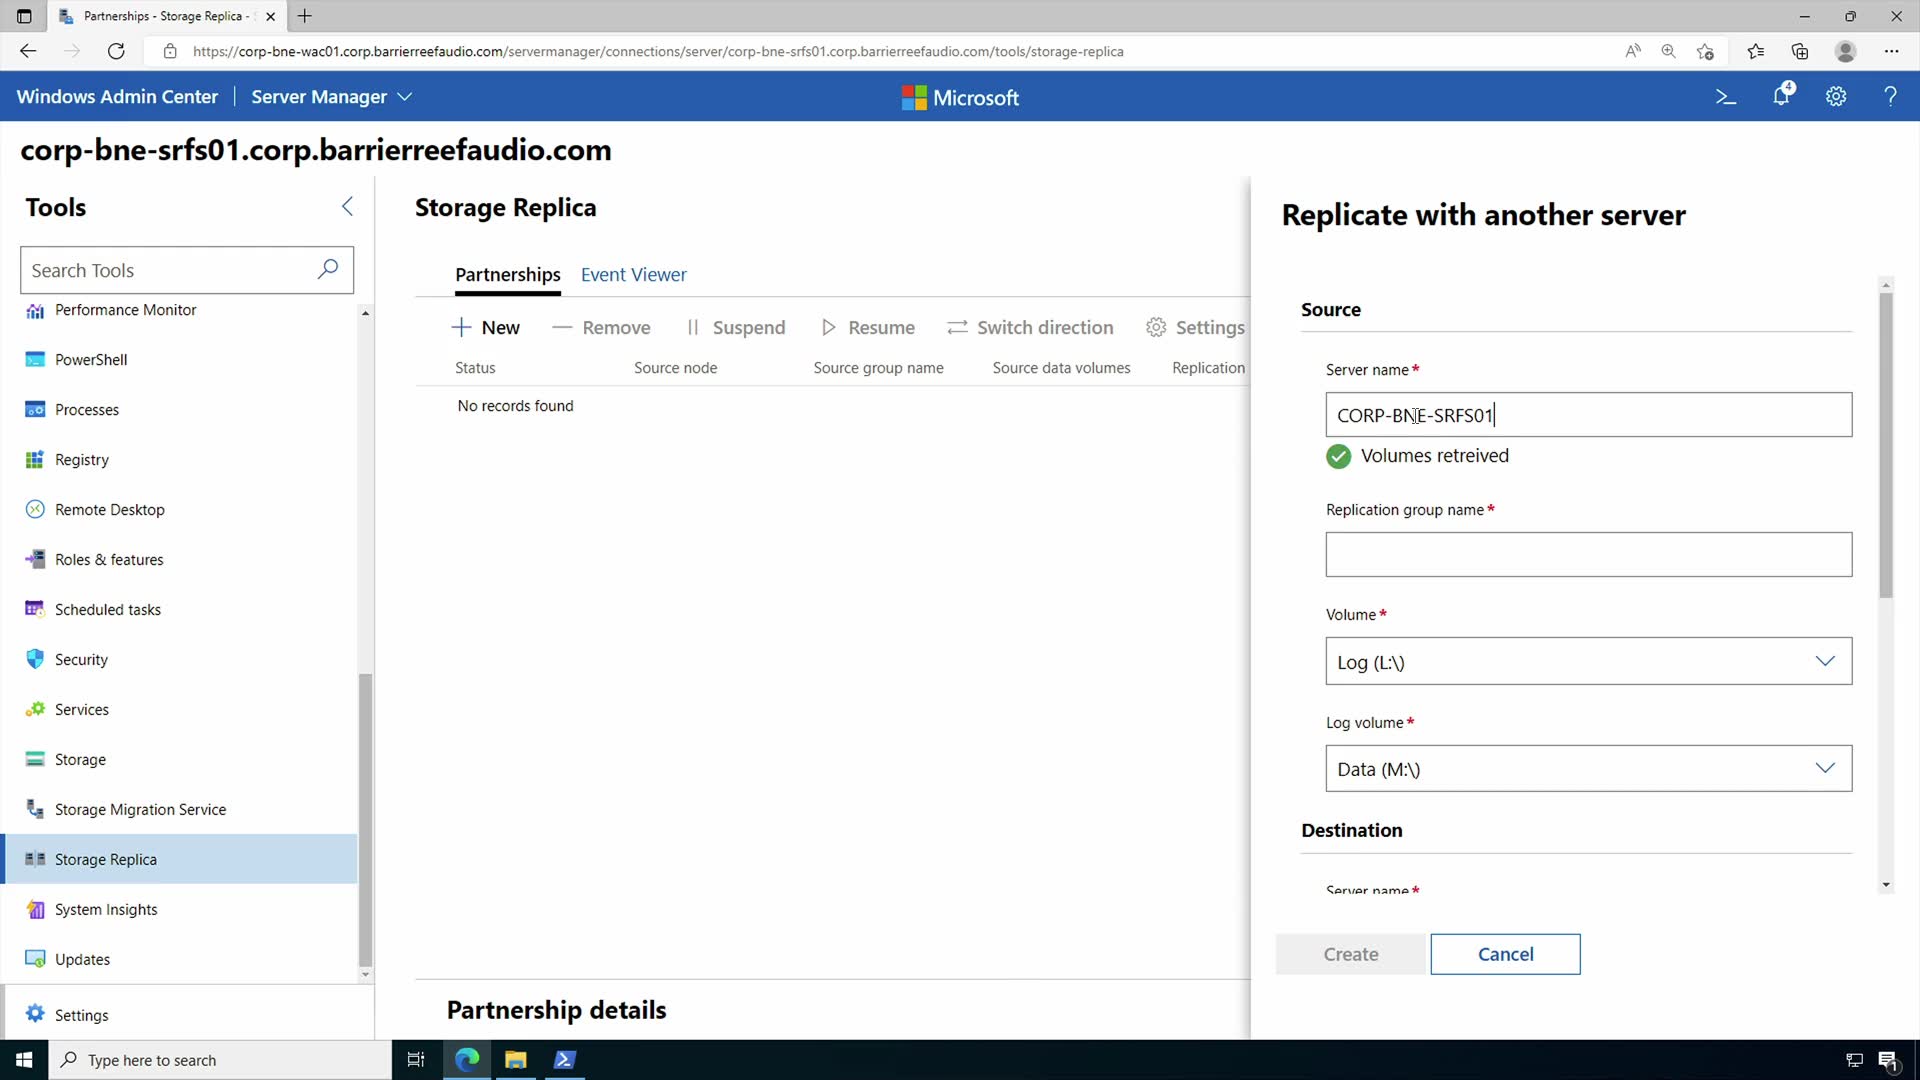 Partnerships - Storage Replica -
https://corp-bne-wac01.corp.barrierreefaudio.com/servermanager/connections/server/corp-bne-srfs01.corp.barrierreefaudio.com/tools/storage-replica
Windows Admin Center
Server Manager
Microsoft
4
corp-bne-srfs01.corp.barrierreefaudio.com
Tools
Search Tools
Performance Monitor
PowerShell
Processes
Registry
Remote Desktop
Roles & features
Scheduled tasks
Security
Services
Storage
Storage Migration Service
Storage Replica
System Insights
Updates
Settings
Storage Replica
Partnerships
Event Viewer
New
Remove
Suspend
Resume
Switch direction
Settings
Status
Source node
Source group name
Source data volumes
Replication
No records found
Partnership details
Replicate with another server
Source
Server name*
CORP-BNE-SRFS01
Volumes retreived
Replication group name*
Volume*
Log (L:\)
Log volume*
Data (M:\)
Destination
Server name*
Create
Cancel
Type here to search
1